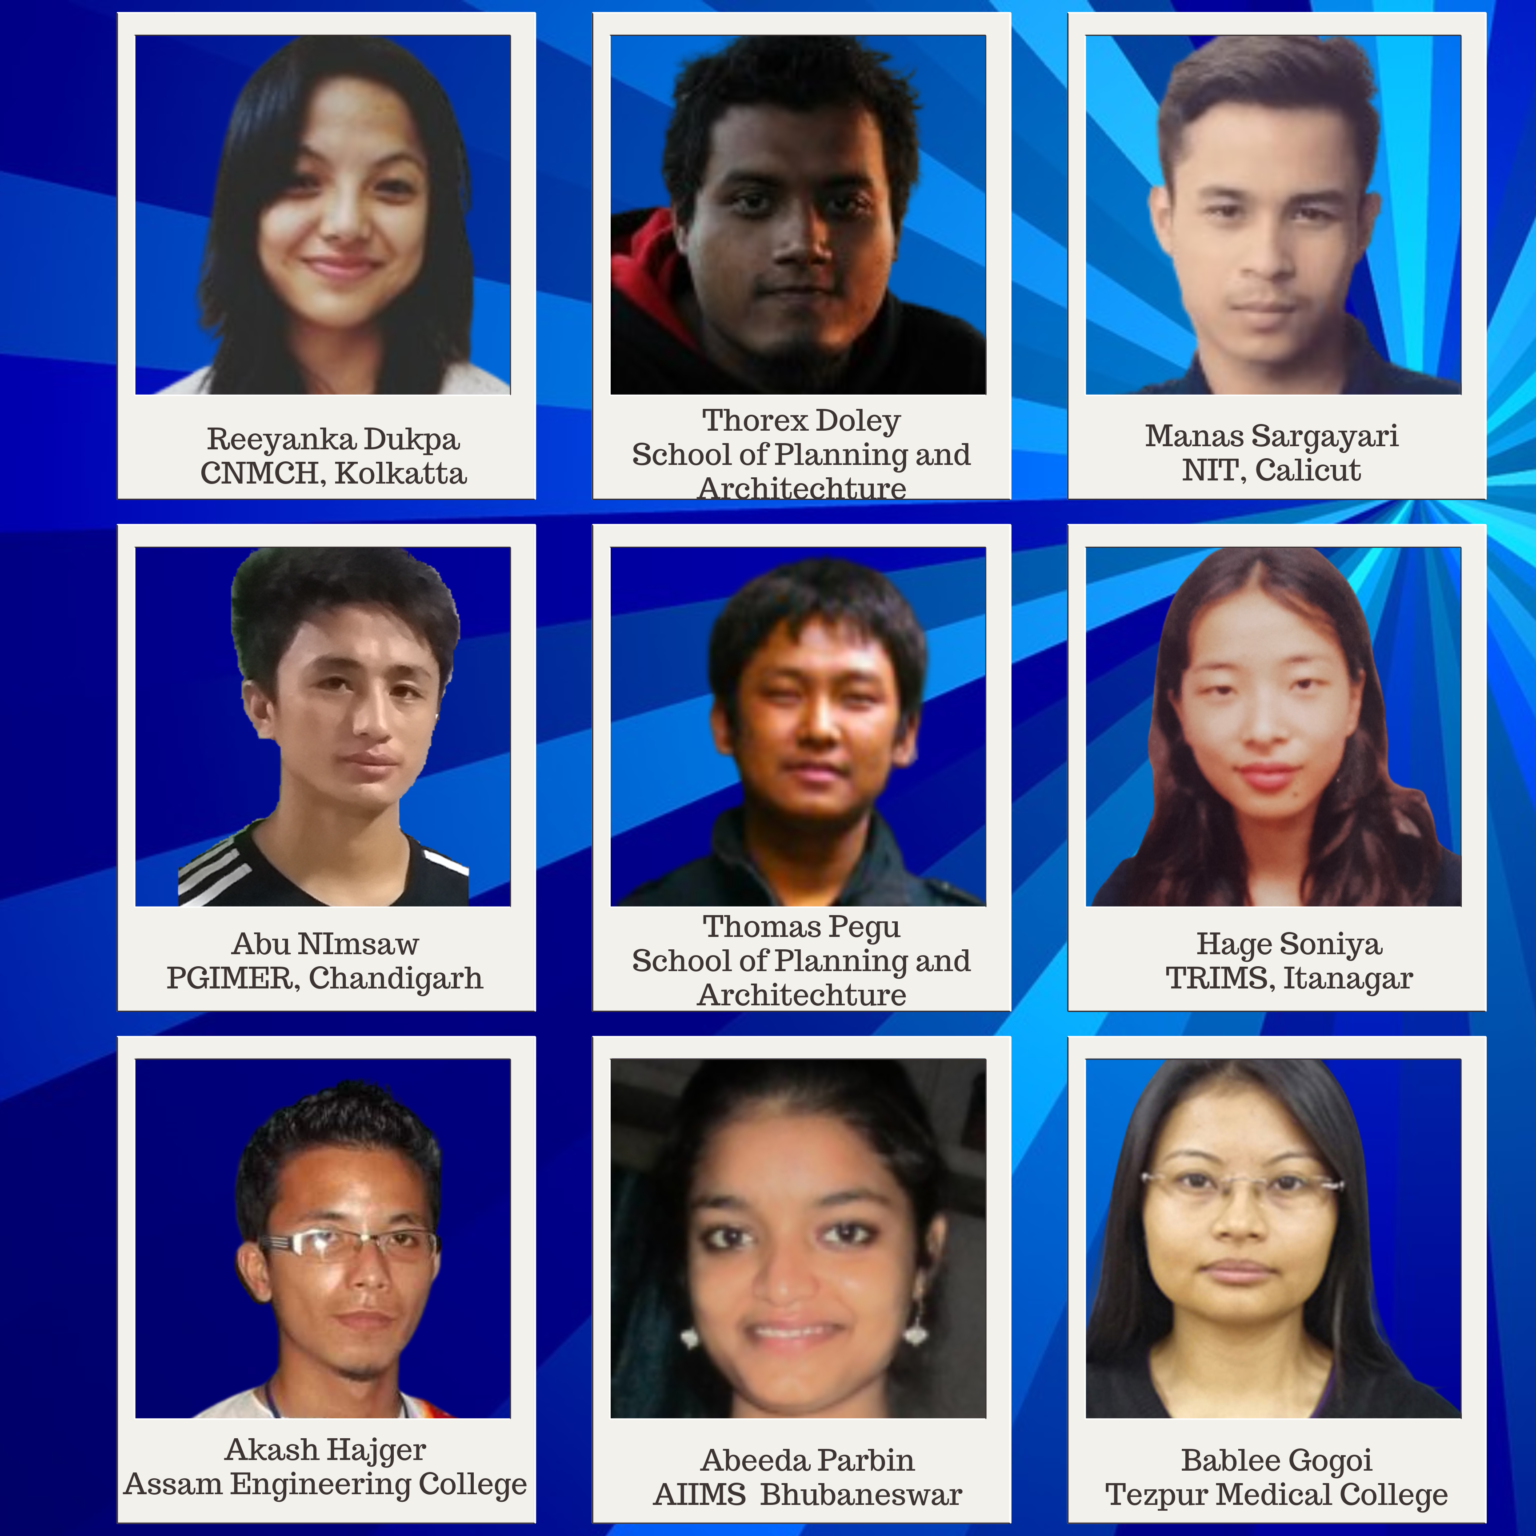 Reeyanka Dukpa
CNMCH, Kolkatta
Thorex Doley
School of Planning and
Architechture
Manas Sargayari
NIT, Calicut
Abu NImsaw
PGIMER, Chandigarh
Thomas Pegu
School of Planning and
Architechture
Hage Soniya
TRIMS, Itanagar
Akash Hajger
Assam Engineering College
Abeeda Parbin
AIIMS  Bhubaneswar
Bablee Gogoi
Tezpur Medical College